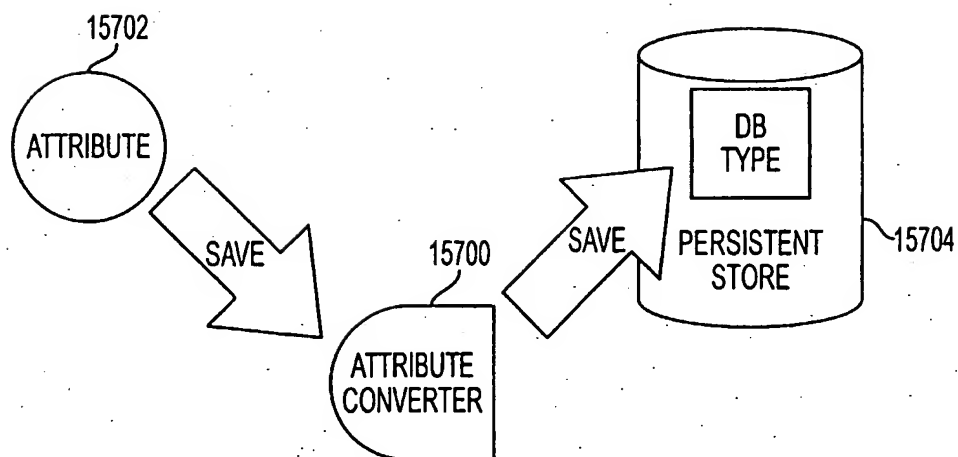 15702
ATTRIBUTE
SAVE
15700
ATTRIBUTE
CONVERTER
SAVE
DB
TYPE
PERSISTENT
STORE
15704